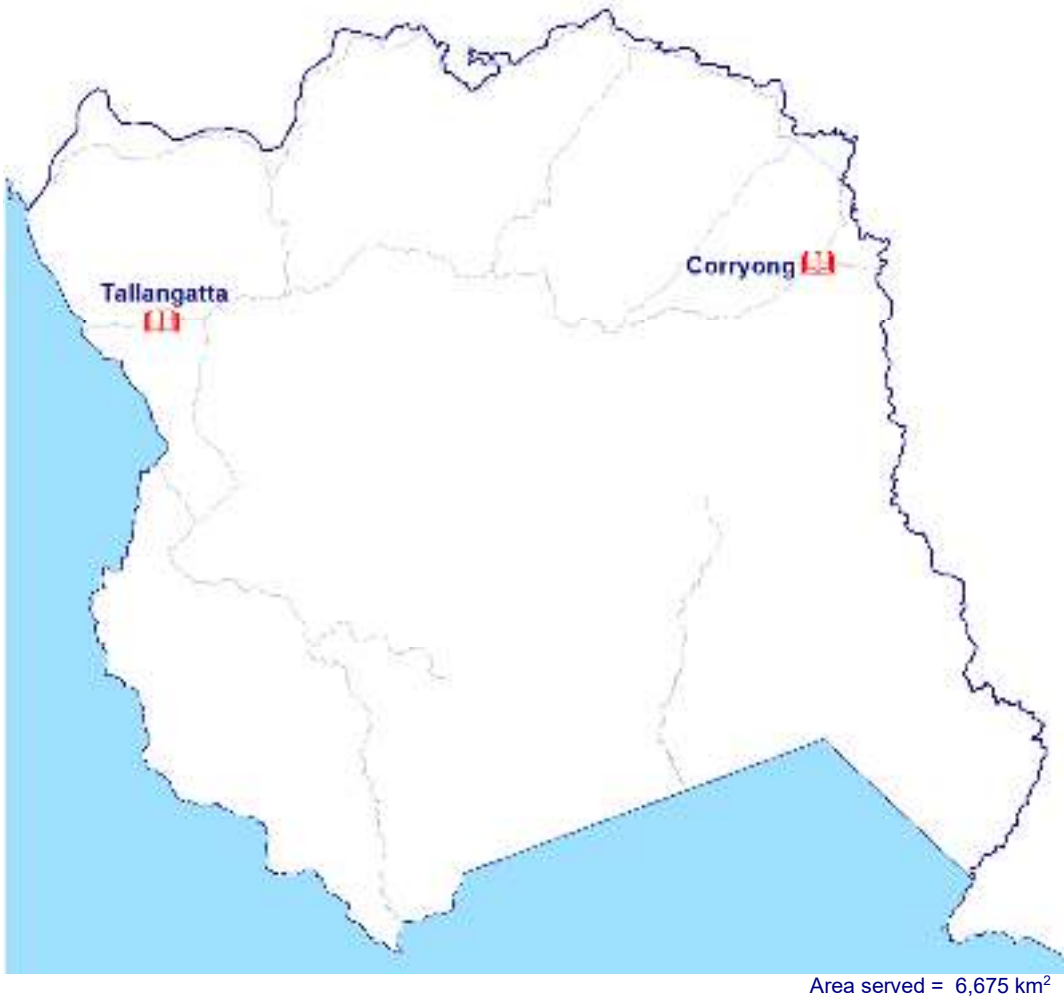 Corryong
Tallangatta
Area served = 6,675 km²